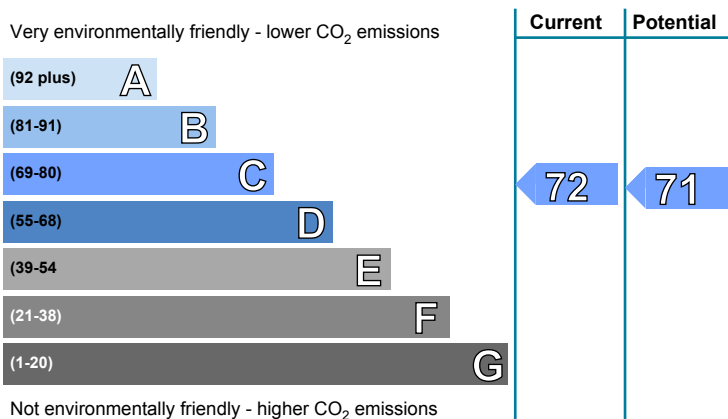 Current Potential
Very environmentally friendly - lower CO2 emissions
(92 plus) A
(81-91) B
(69-80) C
72 71
(55-68) D
(39-54 E
(21-38) F
(1-20) G
Not environmentally friendly - higher CO2 emissions